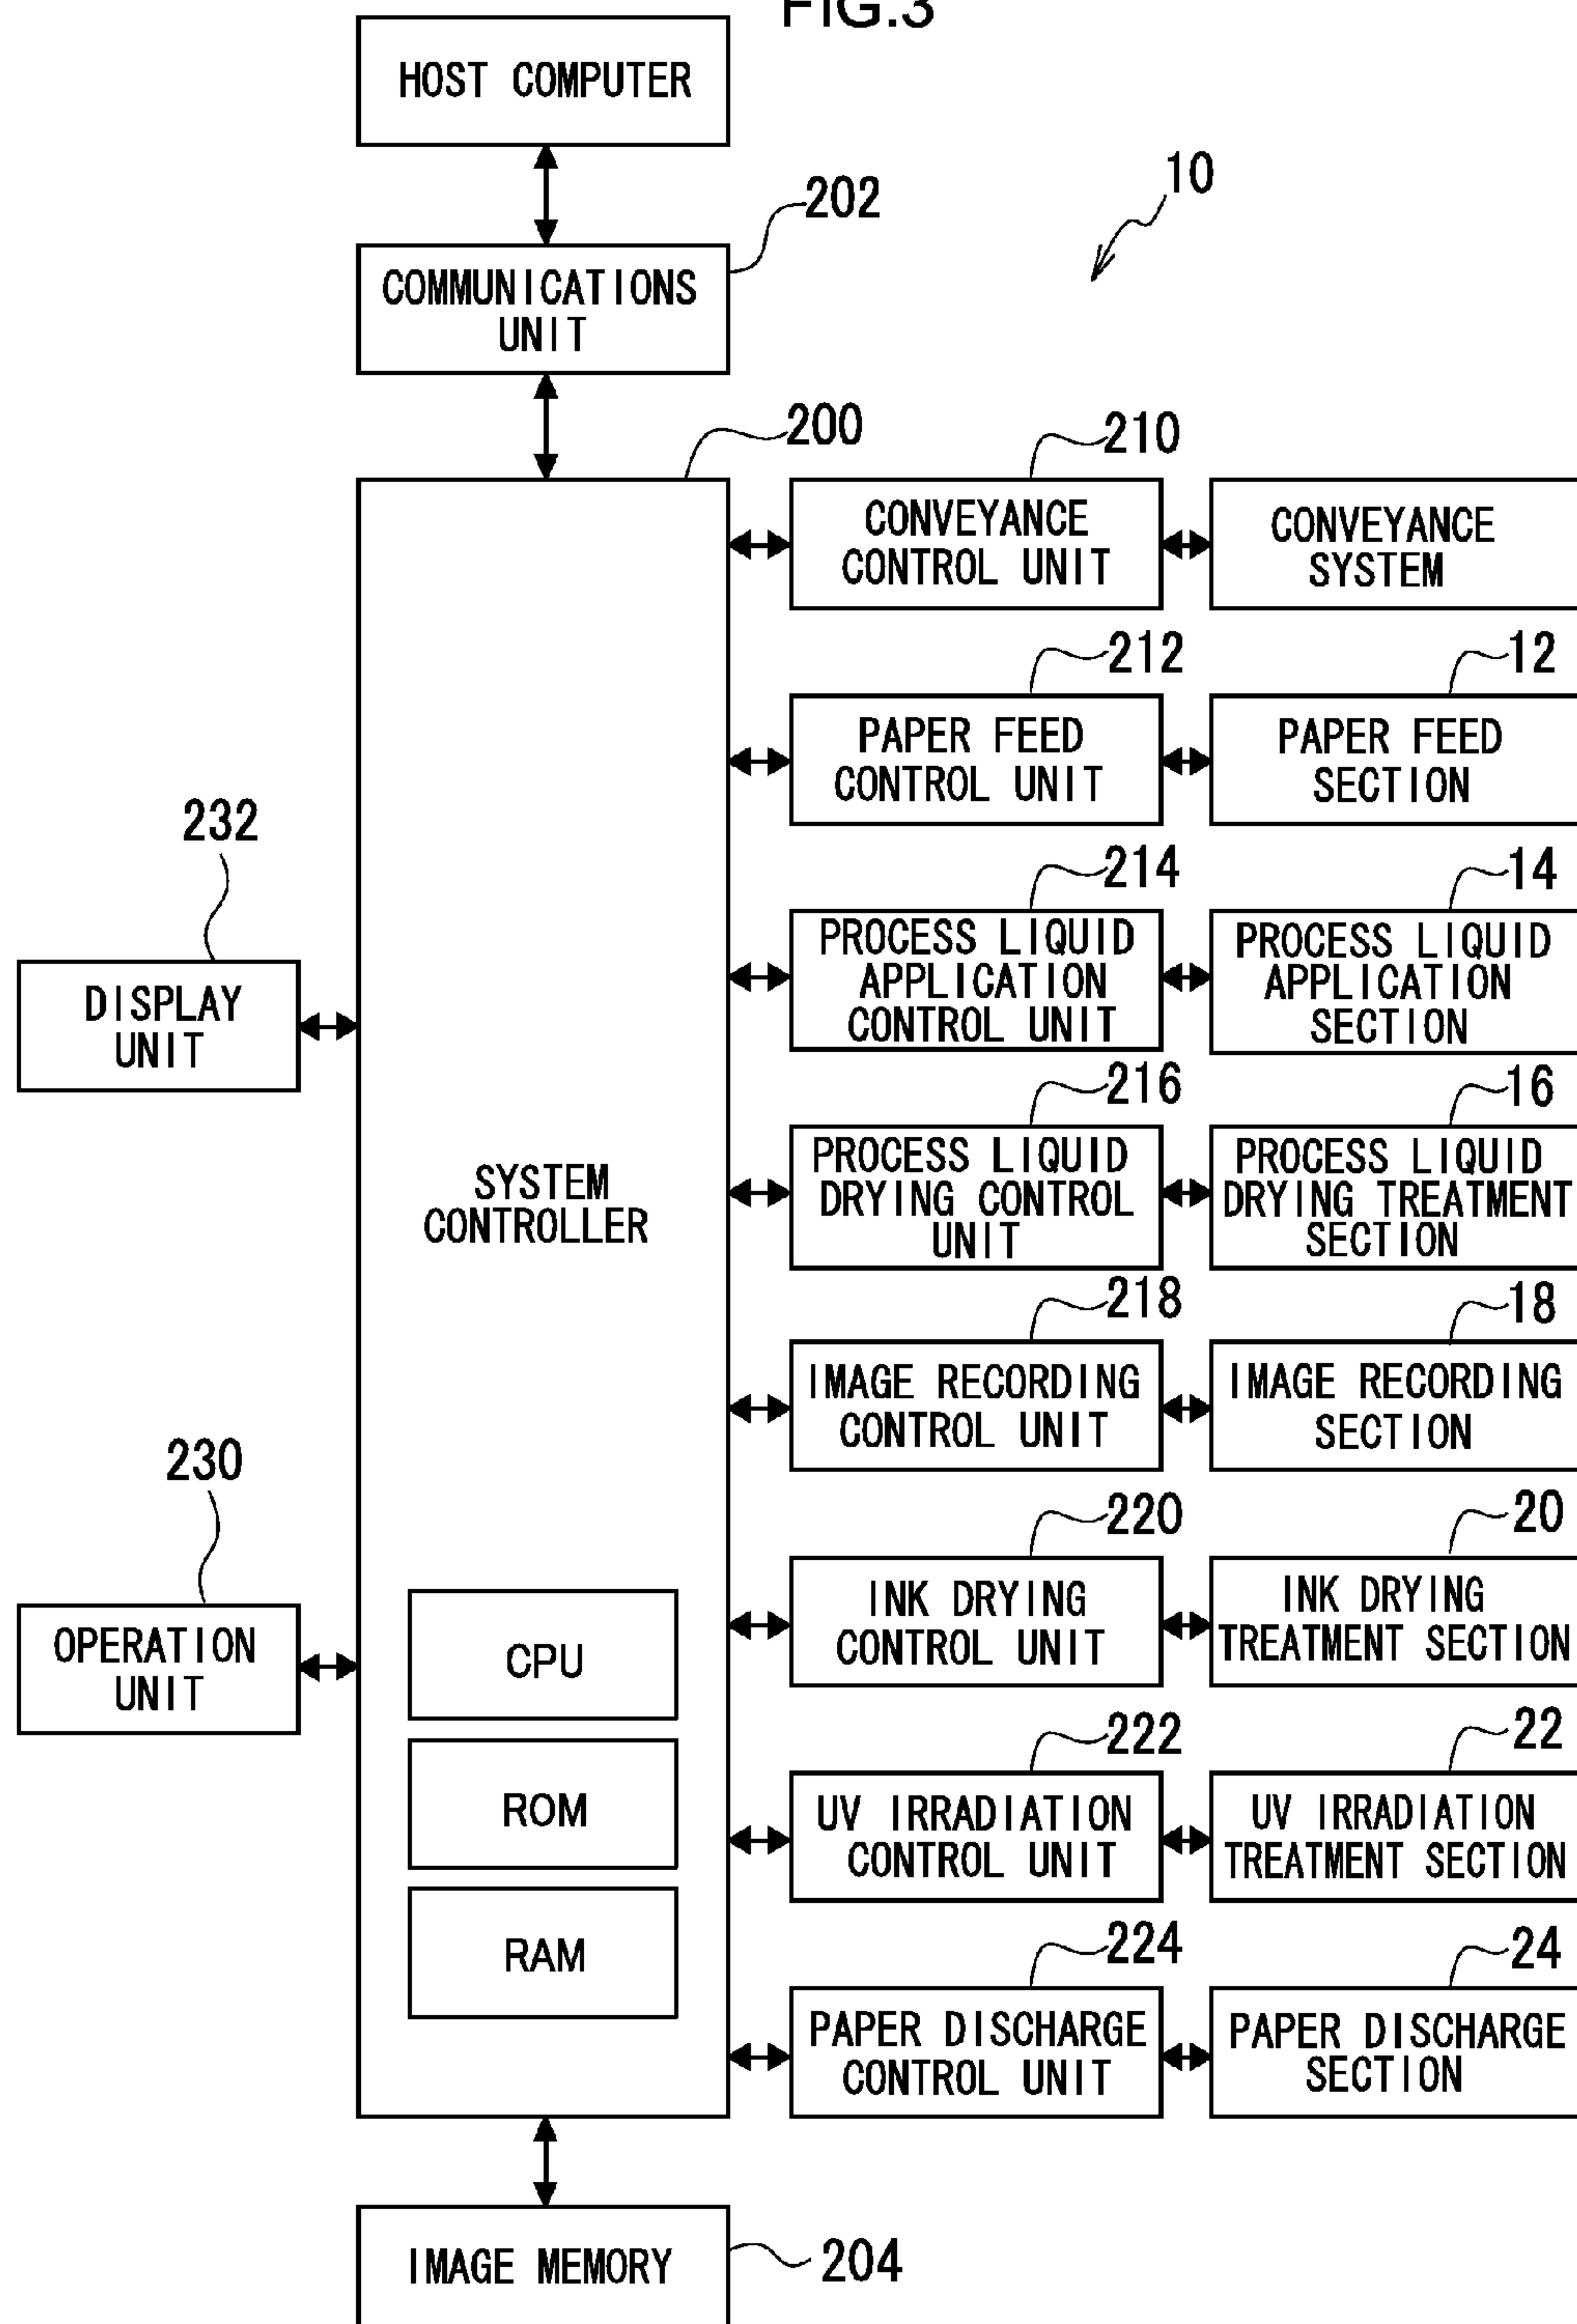 FIG.3
HOST COMPUTER
10
202
COMMUNICATIONS
UNIT
200
210
CONVEYANCE
CONTROL UNIT
CONVEYANCE
SYSTEM
212
12
PAPER FEED
CONTROL UNIT
PAPER FEED
SECTION
232
DISPLAY
UNIT
214
14
PROCESS LIQUID
APPLICATION
CONTROL UNIT
PROCESS LIQUID
APPLICATION
SECTION
216
16
SYSTEM
CONTROLLER
PROCESS LIQUID
DRYING CONTROL
UNIT
PROCESS LIQUID
DRYING TREATMENT
SECTION
218
18
IMAGE RECORDING
CONTROL UNIT
IMAGE RECORDING
SECTION
230
OPERATION
UNIT
220
20
CPU
INK DRYING
CONTROL UNIT
INK DRYING
TREATMENT SECTION
222
22
ROM
UV IRRADIATION
CONTROL UNIT
UV IRRADIATION
TREATMENT SECTION
RAM
224
24
PAPER DISCHARGE
CONTROL UNIT
PAPER DISCHARGE
SECTION
IMAGE MEMORY
204